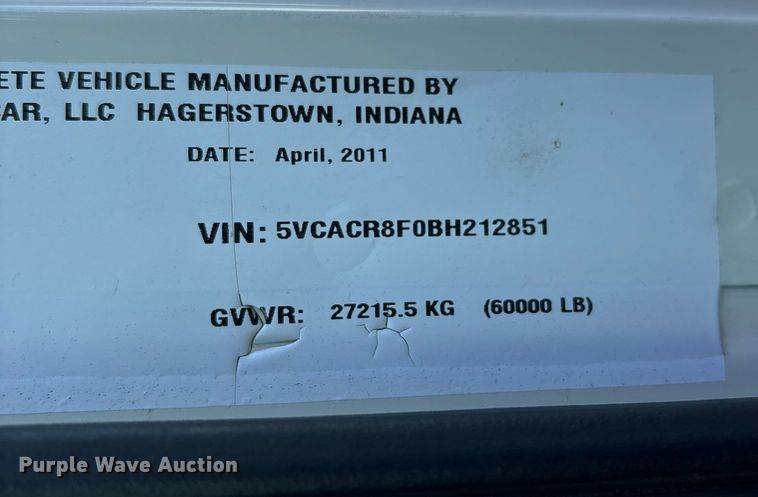 ETE VEHICLE MANUFACTURED BY
CAR, LLC HAGERSTOWN, INDIANA
DATE: April, 2011
VIN: 5VCACR8F0BH212851
GVWR: 27215.5 KG (60000 LB)
Purple Wave Auction